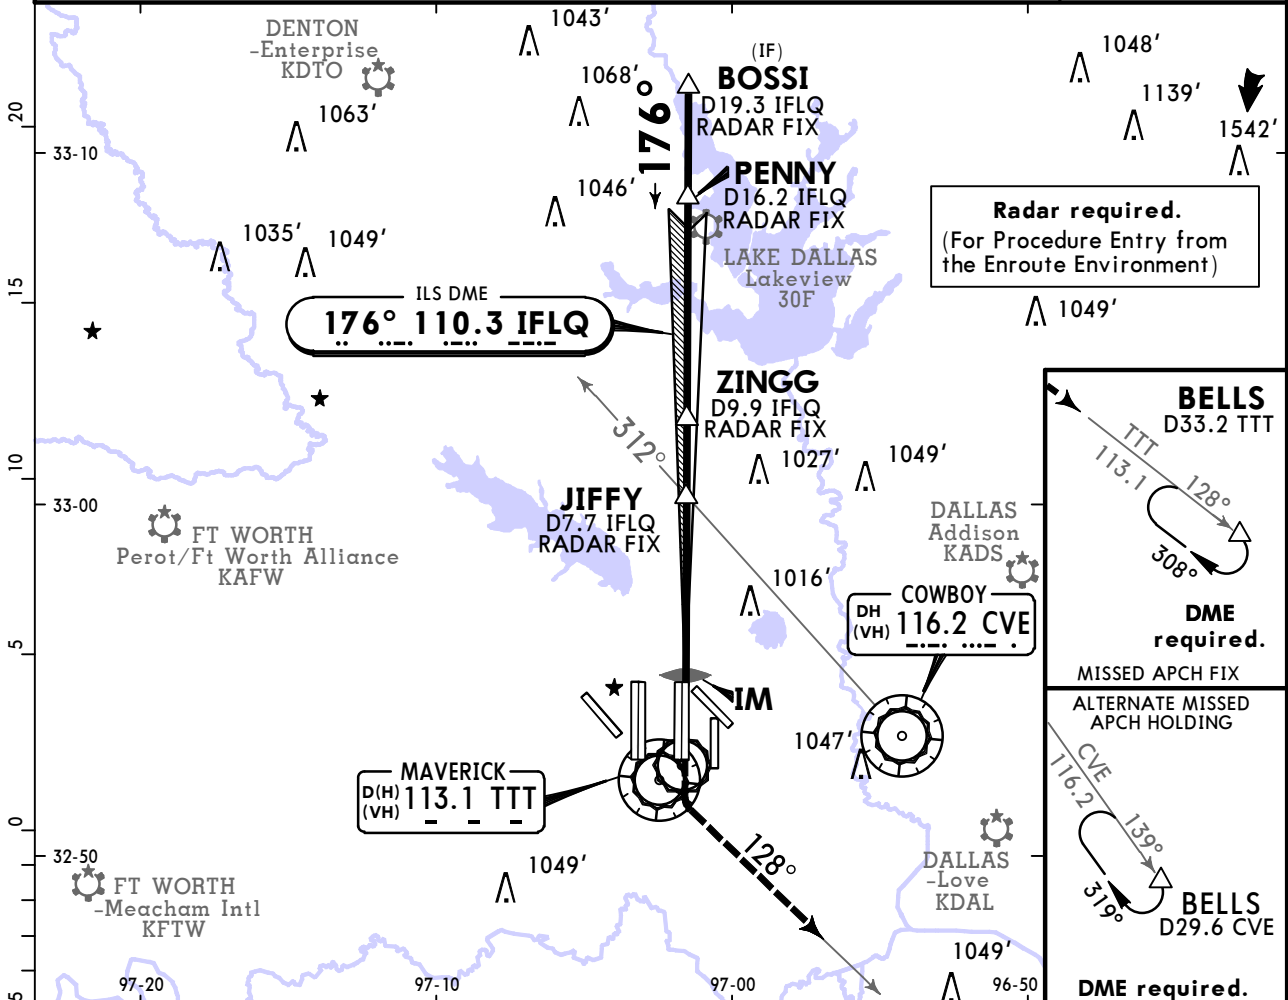 DENTON
-Enterprise
KDTO
1043'
1068'
1063'
1046'
1035'
1049'
(IF)
BOSSI
D19.3 IFLQ
RADAR FIX
176°
PENNY
D16.2 IFLQ
RADAR FIX
1048'
1139'
1542'
Radar required.
(For Procedure Entry from
the Enroute Environment)
1049'
LAKE DALLAS
Lakeview
30F
ILS DME
176° 110.3 IFLQ
ZINGG
D9.9 IFLQ
RADAR FIX
312°
1027'
1049'
JIFFY
D7.7 IFLQ
RADAR FIX
FT WORTH
Perot/Ft Worth Alliance
KAFW
DALLAS
Addison
KADS
1016'
COWBOY
DH
(VH)
116.2 CVE
IM
1047'
MAVERICK
D(H)
(VH)
113.1 TTT
128°
1049'
FT WORTH
-Meacham Intl
KFTW
DALLAS
-Love
KDAL
1049'
BELLS
D33.2 TTT
TTT
113.1
128°
308°
DME
required.
MISSED APCH FIX
ALTERNATE MISSED
APCH HOLDING
CVE
116.2
139°
319°
BELLS
D29.6 CVE
DME required.
20
15
10
5
0
5
33-10
33-00
32-50
97-20
97-10
97-00
96-50